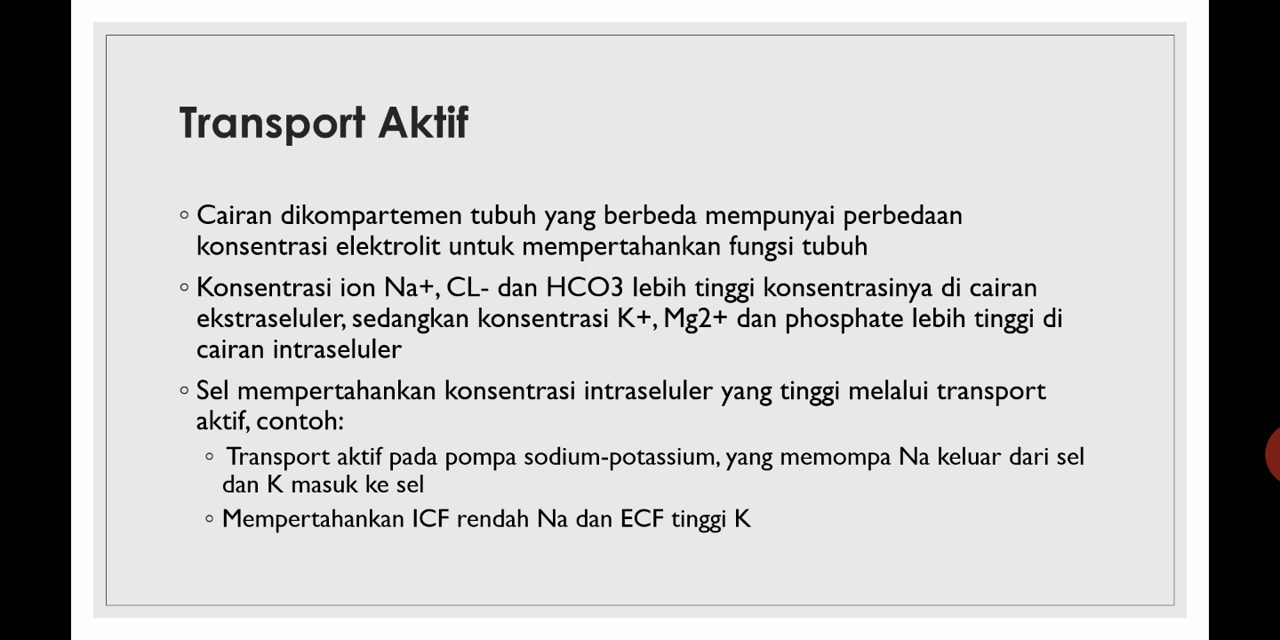 Transport Aktif
◦ Cairan dikompartemen tubuh yang berbeda mempunyai perbedaan
konsentrasi elektrolit untuk mempertahankan fungsi tubuh
◦ Konsentrasi ion Na+, CL- dan HCO3 lebih tinggi konsentrasinya di cairan
ekstraseluler, sedangkan konsentrasi K+, Mg2+ dan phosphate lebih tinggi di
cairan intraseluler
◦ Sel mempertahankan konsentrasi intraseluler yang tinggi melalui transport
aktif, contoh:
◦ Transport aktif pada pompa sodium-potassium, yang memompa Na keluar dari sel
dan K masuk ke sel
◦ Mempertahankan ICF rendah Na dan ECF tinggi K